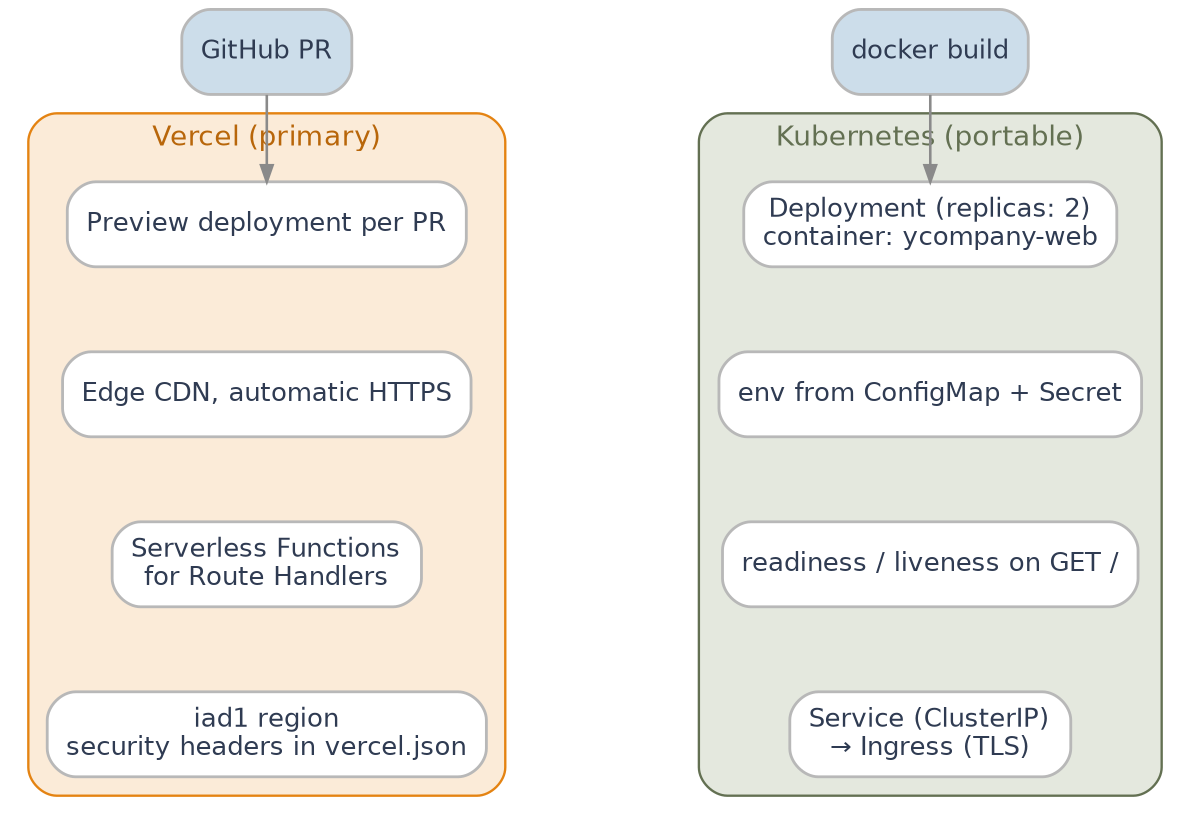 GitHub PR
Vercel (primary)
Preview deployment per PR
Edge CDN, automatic HTTPS
Serverless Functions
for Route Handlers
iad1 region
security headers in vercel.json
docker build
Kubernetes (portable)
Deployment (replicas: 2)
container: ycompany-web
env from ConfigMap + Secret
readiness / liveness on GET /
Service (ClusterIP)
→ Ingress (TLS)